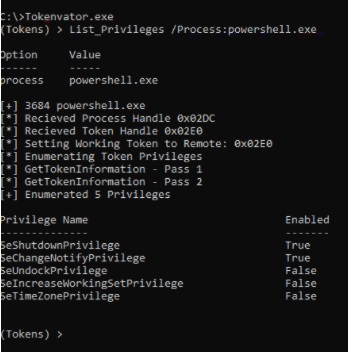 C:\>Tokenvator.exe
(Tokens) > List_Privileges /Process:powershell.exe
Option Value
------ -----
process powershell.exe
[+] 3684 powershell.exe
[*] Recieved Process Handle 0x02DC
[*] Recieved Token Handle 0x02E0
[*] Setting Working Token to Remote: 0x02E0
[*] Enumerating Token Privileges
[*] GetTokenInformation - Pass 1
[*] GetTokenInformation - Pass 2
[+] Enumerated 5 Privileges
Privilege Name Enabled
-------------- -------
SeShutdownPrivilege True
SeChangeNotifyPrivilege True
SeUndockPrivilege False
SeIncreaseWorkingSetPrivilege False
SeTimeZonePrivilege False
(Tokens) >